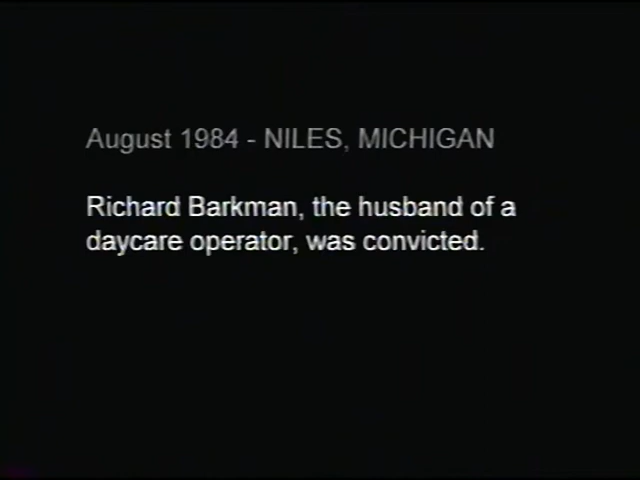 August 1984 - NILES, MICHIGAN
Richard Barkman, the husband of a
daycare operator, was convicted.